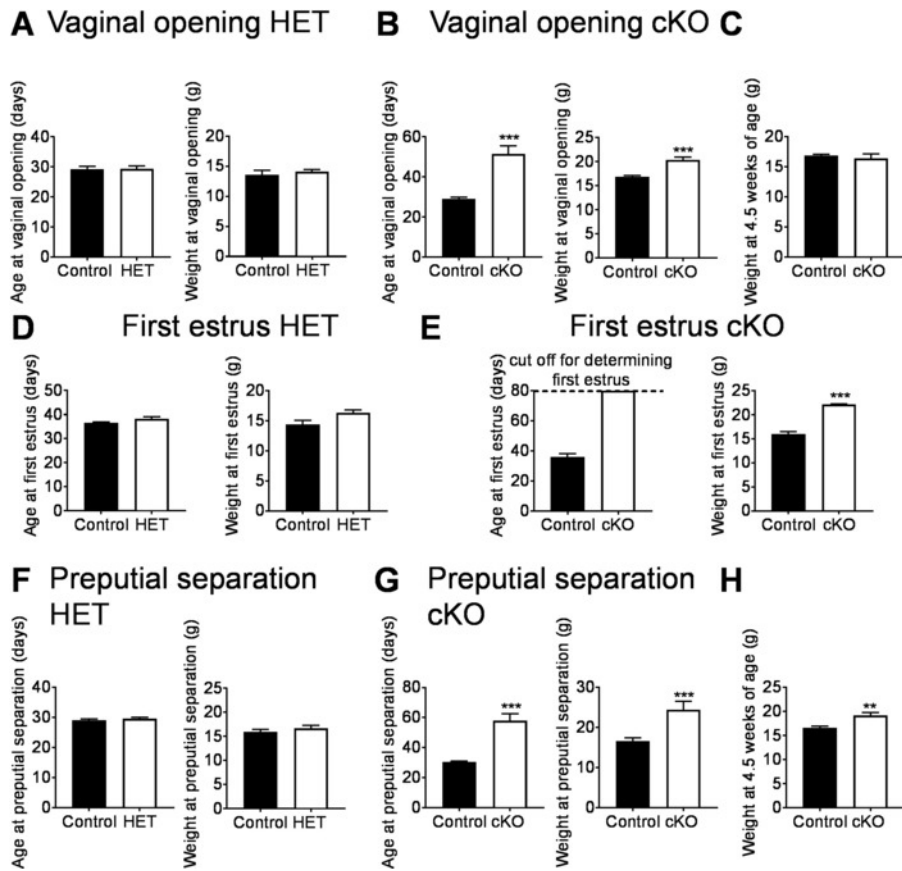 A Vaginal opening HET
B Vaginal opening cKO
C
Age at vaginal opening (days)
40
30
20
10
0
Control HET
Weight at vaginal opening (g)
20
15
10
5
0
Control HET
Age at vaginal opening (days)
60
40
20
0
***
Control cKO
Weight at vaginal opening (g)
25
20
15
10
5
0
***
Control cKO
Weight at 4.5 weeks of age (g)
20
15
10
5
0
Control cKO
D First estrus HET
E First estrus cKO
Age at first estrus (days)
50
40
30
20
10
0
Control HET
Weight at first estrus (g)
20
15
10
5
0
Control HET
cut off for determining
first estrus
Age at first estrus (days)
80
60
40
20
0
Control cKO
Weight at first estrus (g)
25
20
15
10
5
0
***
Control cKO
F Preputial separation
HET
G Preputial separation
cKO
H
Age at preputial separation (days)
40
30
20
10
0
Control HET
Weight at preputial separation (g)
25
20
15
10
5
0
Control HET
Age at preputial separation (days)
80
60
40
20
0
***
Control cKO
Weight at preputial separation (g)
30
20
10
0
***
Control cKO
Weight at 4.5 weeks of age (g)
25
20
15
10
5
0
**
Control cKO